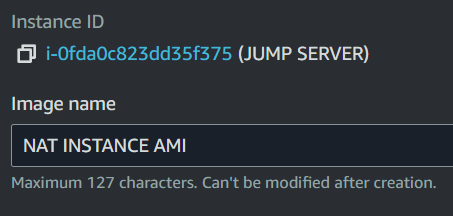 Instance ID
i-0fda0c823dd35f375 (JUMP SERVER)
Image name
NAT INSTANCE AMI
Maximum 127 characters. Can't be modified after creation.